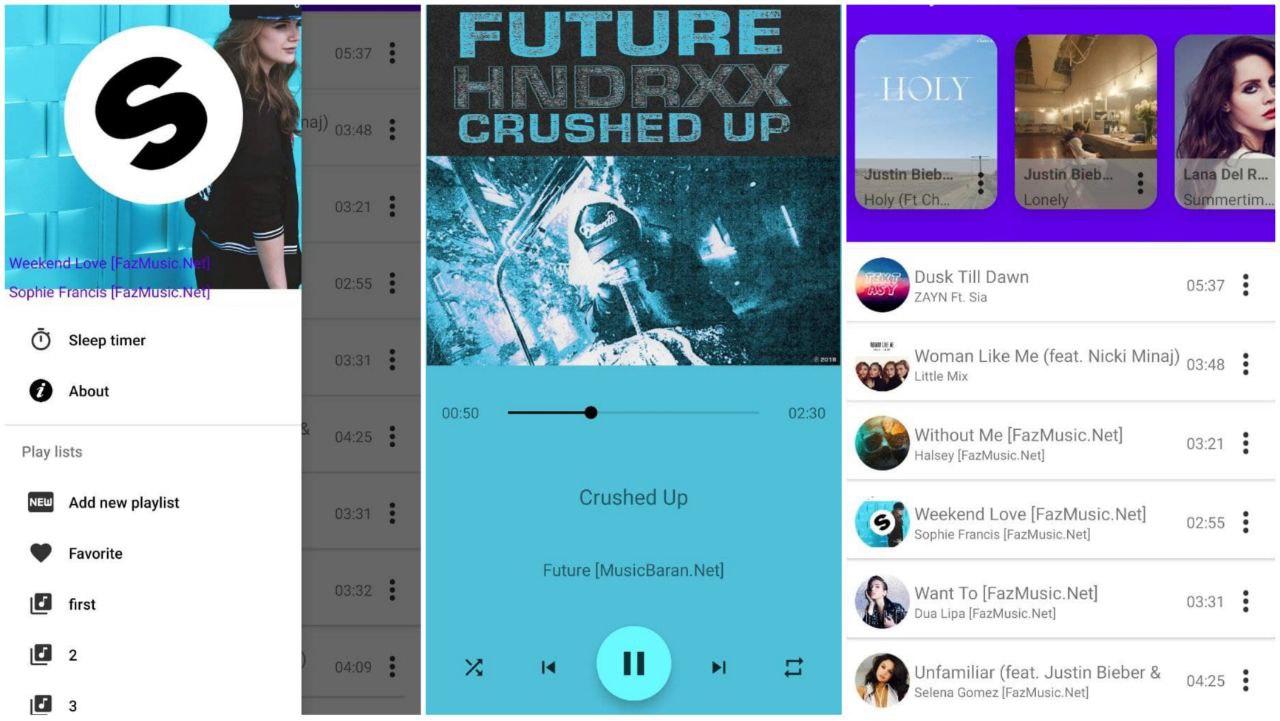 Weekend Love [FazMusic.Net]
Sophie Francis [FazMusic.Net]
Sleep timer
About
Play lists
NEW Add new playlist
Favorite
first
2
3
05:37
naj) 03:48
03:21
02:55
03:31
& 04:25
03:31
03:32
) 04:09
FUTURE
HNDRXX
CRUSHED UP
℗ 2018
00:50 02:30
Crushed Up
Future [MusicBaran.Net]
HOLY
Justin Bieb...
Holy (Ft Ch...
Justin Bieb...
Lonely
Lana Del R...
Summertim...
Dusk Till Dawn
ZAYN Ft. Sia
05:37
Woman Like Me (feat. Nicki Minaj)
Little Mix
03:48
Without Me [FazMusic.Net]
Halsey [FazMusic.Net]
03:21
Weekend Love [FazMusic.Net]
Sophie Francis [FazMusic.Net]
02:55
Want To [FazMusic.Net]
Dua Lipa [FazMusic.Net]
03:31
Unfamiliar (feat. Justin Bieber &
Selena Gomez [FazMusic.Net]
04:25